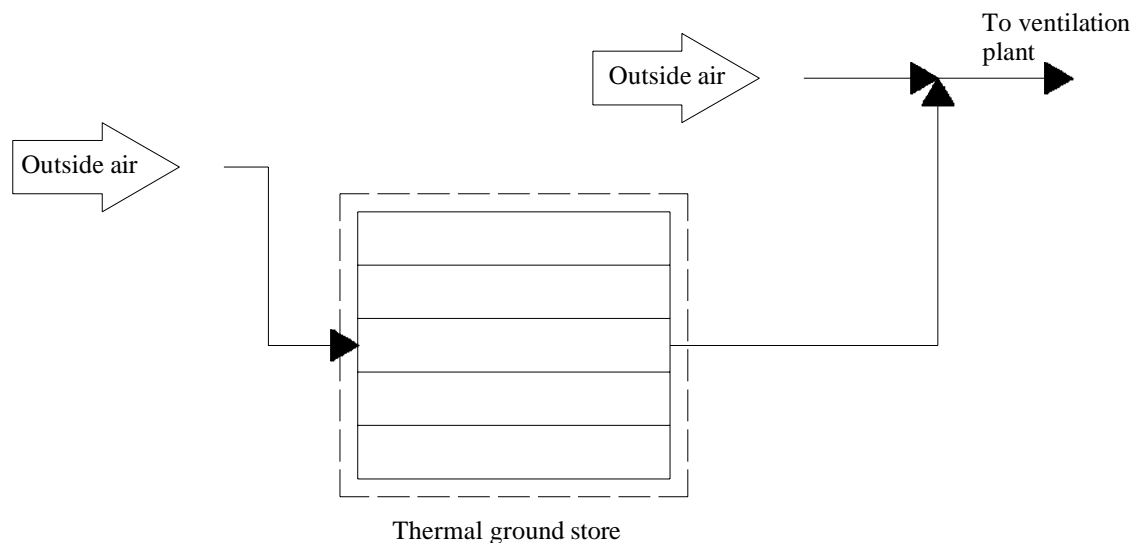 To ventilation
plant
Outside air
Outside air
Thermal ground store